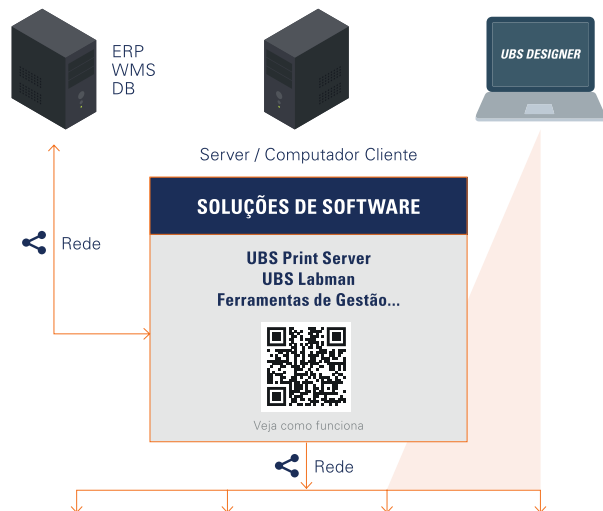 ERP
WMS
DB
UBS DESIGNER
Server / Computador Cliente
SOLUÇÕES DE SOFTWARE
Rede
UBS Print Server
UBS Labman
Ferramentas de Gestão...
Veja como funciona
Rede